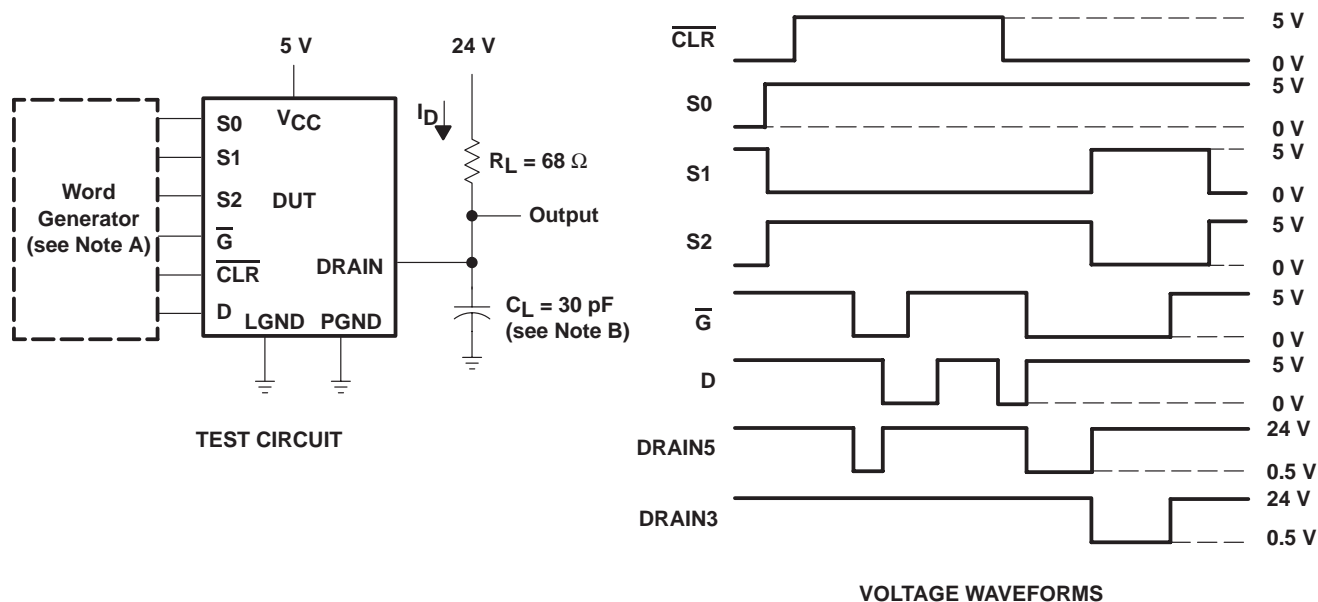 5 V
24 V
Word
Generator
(see Note A)
S0
S1
S2
G
CLR
D
VCC
DUT
DRAIN
LGND
PGND
ID
RL = 68 Ω
Output
CL = 30 pF
(see Note B)
TEST CIRCUIT
CLR
5 V
0 V
S0
5 V
0 V
S1
5 V
0 V
S2
5 V
0 V
G
5 V
0 V
D
5 V
0 V
DRAIN5
24 V
0.5 V
DRAIN3
24 V
0.5 V
VOLTAGE WAVEFORMS